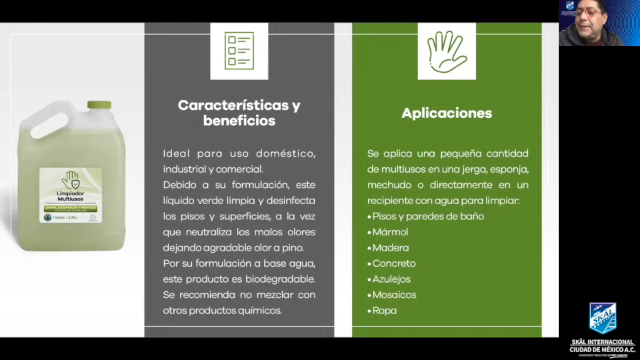 Características y
beneficios
Ideal para uso doméstico,
industrial y comercial.
Debido a su formulación, este
líquido verde limpia y desinfecta
los pisos y superficies, a la vez
que neutraliza los malos olores
dejando agradable olor a pino.
Por su formulación a base agua,
este producto es biodegradable.
Se recomienda no mezclar con
otros productos químicos.
Aplicaciones
Se aplica una pequeña cantidad
de multiusos en una jerga, esponja,
mechudo o directamente en un
recipiente con agua para limpiar:
• Pisos y paredes de baño
• Mármol
• Madera
• Concreto
• Azulejos
• Mosaicos
• Ropa
Limpiador
Multiusos
SKÅL
SKÅL INTERNACIONAL
CIUDAD DE MÉXICO A.C.